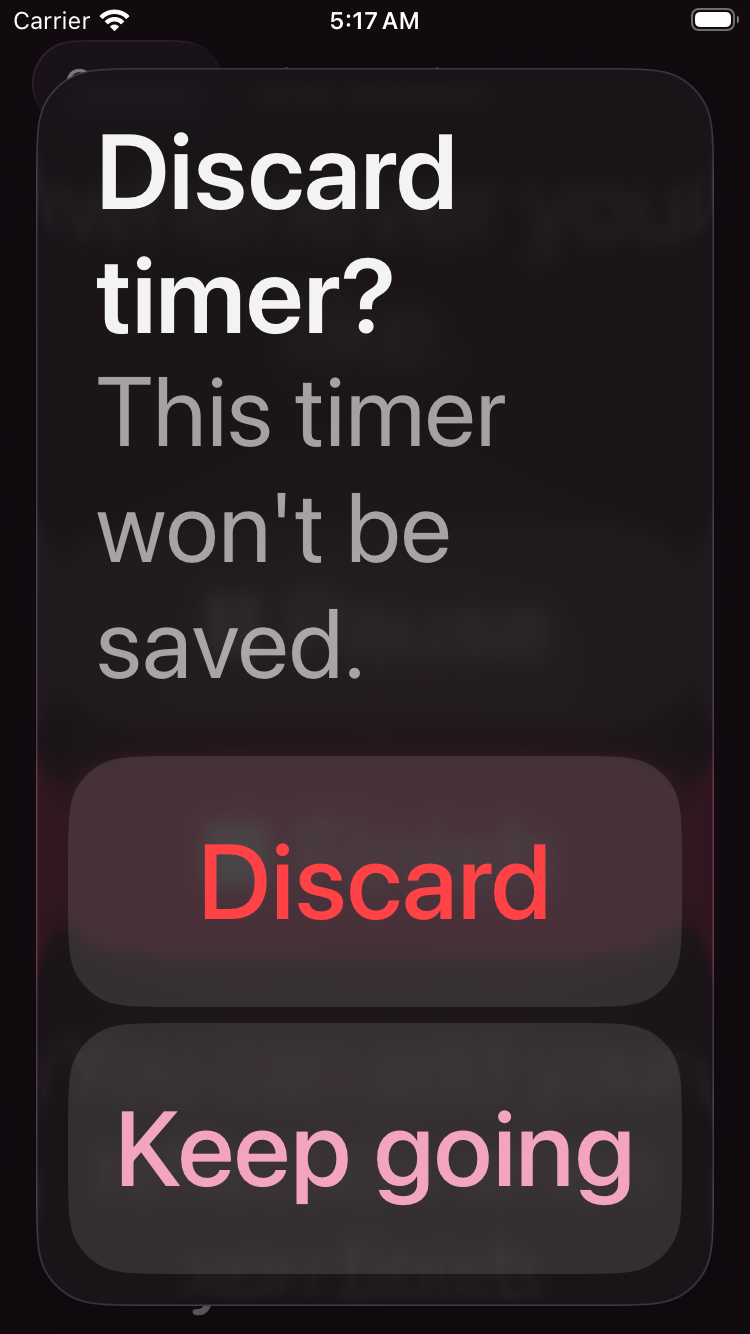 Carrier
5:17 AM
Discard
timer?
This timer
won't be
saved.
Discard
Keep going